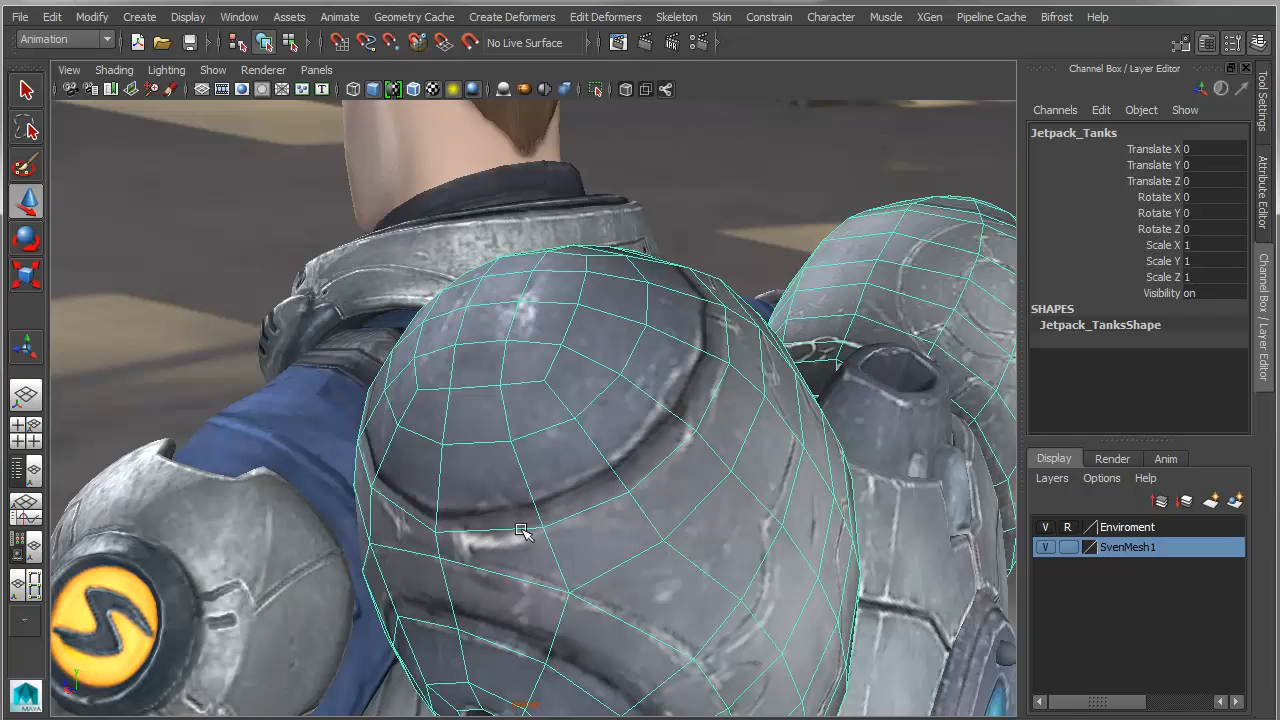 File Edit Modify Create Display Window Assets Animate Geometry Cache Create Deformers Edit Deformers Skeleton Skin Constrain Character Muscle XGen Pipeline Cache Bifrost Help
Animation No Live Surface
View Shading Lighting Show Renderer Panels
Channel Box / Layer Editor
Channels Edit Object Show
Jetpack_Tanks
Translate X 0
Translate Y 0
Translate Z 0
Rotate X 0
Rotate Y 0
Rotate Z 0
Scale X 1
Scale Y 1
Scale Z 1
Visibility on
SHAPES
Jetpack_TanksShape
Display Render Anim
Layers Options Help
V R Enviroment
V SvenMesh1
Tool Settings
Attribute Editor
Channel Box / Layer Editor
MAYA